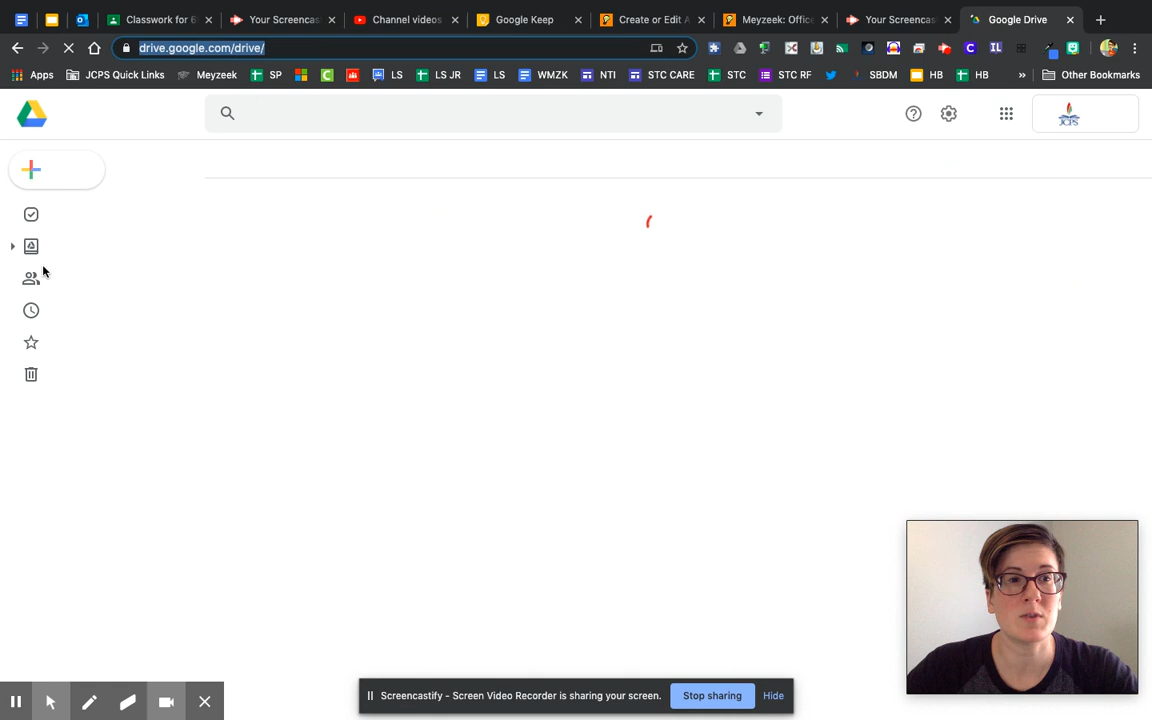 Classwork for 6
Your Screencas
Channel videos
Google Keep
Create or Edit A
Meyzeek: Office
Your Screencas
Google Drive
drive.google.com/drive/
Apps
JCPS Quick Links
Meyzeek
SP
LS
LS JR
LS
WMZK
NTI
STC CARE
STC
STC RF
SBDM
HB
HB
»
Other Bookmarks
JCPS
Screencastify - Screen Video Recorder is sharing your screen.
Stop sharing
Hide